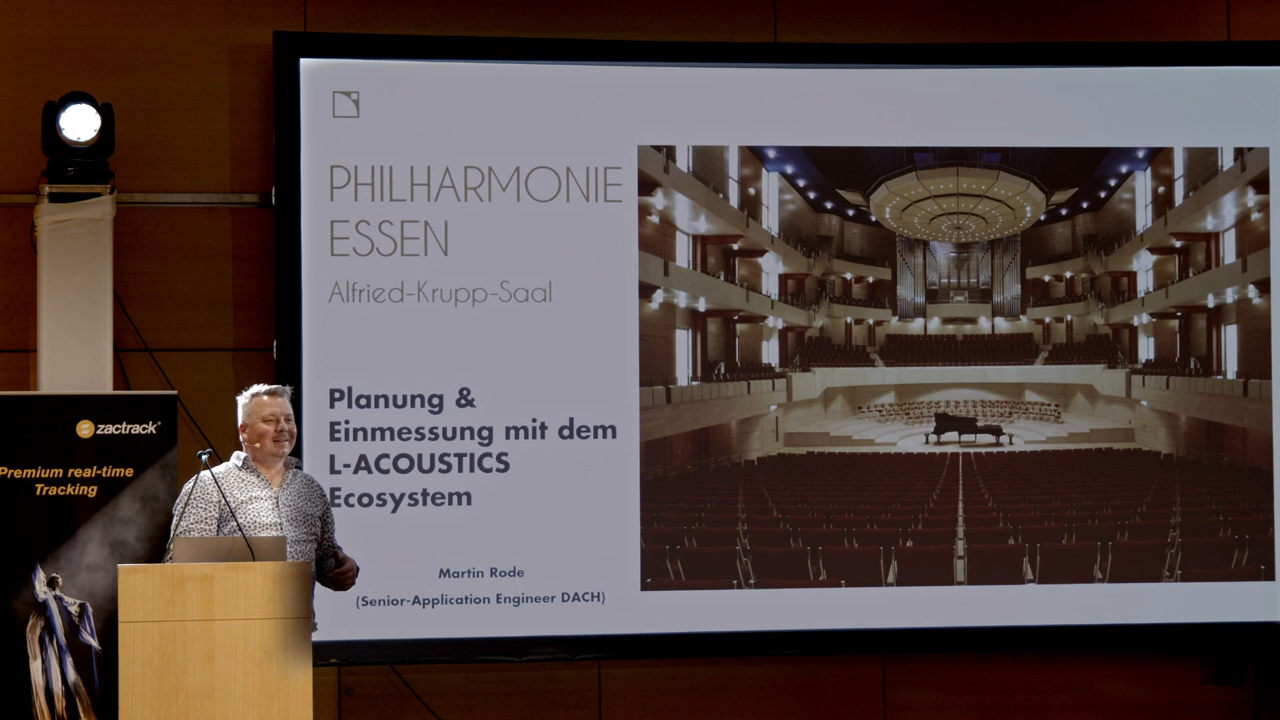 PHILHARMONIE
ESSEN
Alfried-Krupp-Saal
Planung &
Einmessung mit dem
L-ACOUSTICS
Ecosystem
Martin Rode
(Senior-Application Engineer DACH)
zactrack®
Premium real-time
Tracking